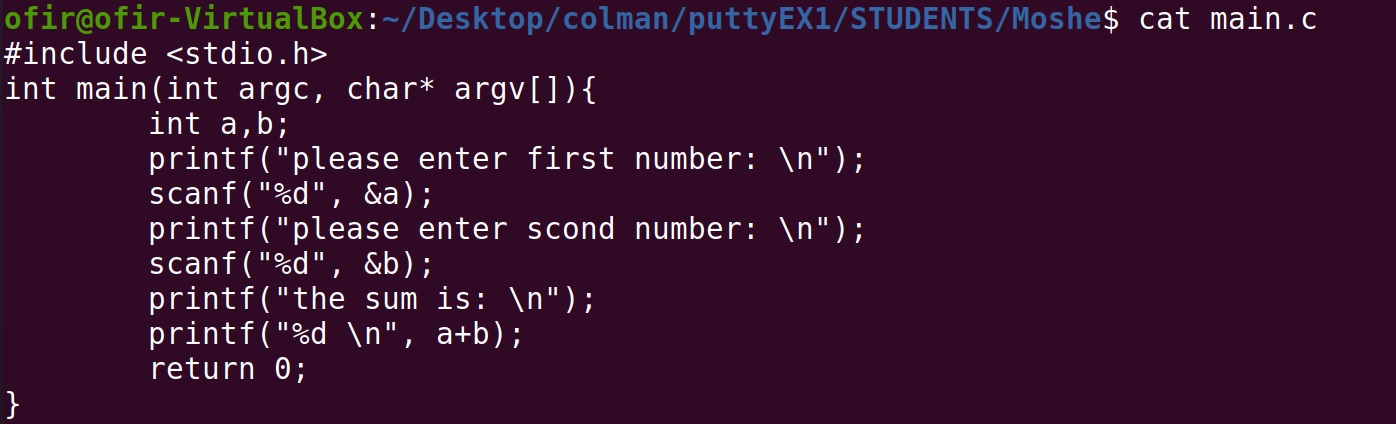 ofir@ofir-VirtualBox:~/Desktop/colman/puttyEX1/STUDENTS/Moshe$ cat main.c
#include <stdio.h>
int main(int argc, char* argv[]){
        int a,b;
        printf("please enter first number: \n");
        scanf("%d", &a);
        printf("please enter scond number: \n");
        scanf("%d", &b);
        printf("the sum is: \n");
        printf("%d \n", a+b);
        return 0;
}